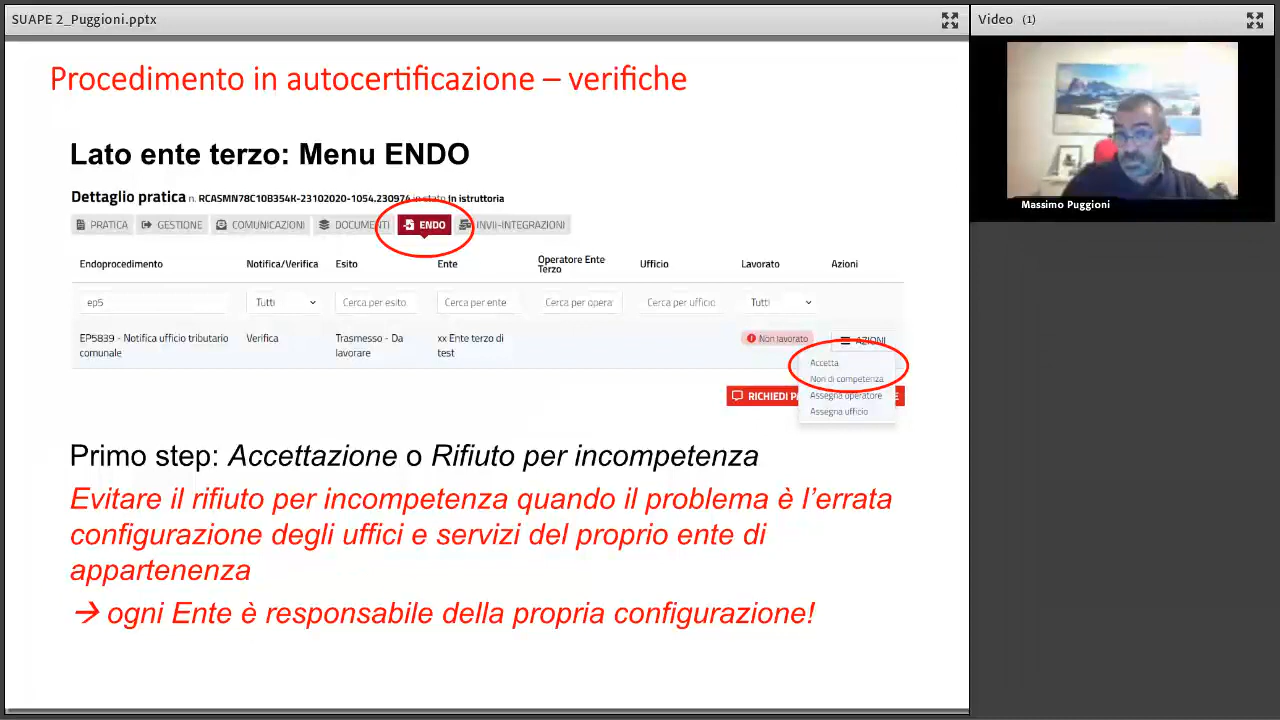 SUAPE 2_Puggioni.pptx
Video (1)
Massimo Puggioni
Procedimento in autocertificazione – verifiche
Lato ente terzo: Menu ENDO
Dettaglio pratica n. RCASMN78C10B354K-23102020-1054.230974 in stato In istruttoria
PRATICA GESTIONE COMUNICAZIONI DOCUMENTI ENDO INVII-INTEGRAZIONI
Endoprocedimento Notifica/Verifica Esito Ente Operatore Ente Terzo Ufficio Lavorato Azioni
ep5 Tutti Cerca per esito Cerca per ente Cerca per opera Cerca per ufficio Tutti
EP5839 - Notifica ufficio tributario Verifica Trasmesso - Da xx Ente terzo di Non lavorato AZIONI
comunale lavorare test
Accetta
Non di competenza
RICHIEDI PA Assegna operatore E
Assegna ufficio
Primo step: Accettazione o Rifiuto per incompetenza
Evitare il rifiuto per incompetenza quando il problema è l’errata
configurazione degli uffici e servizi del proprio ente di
appartenenza
→ ogni Ente è responsabile della propria configurazione!